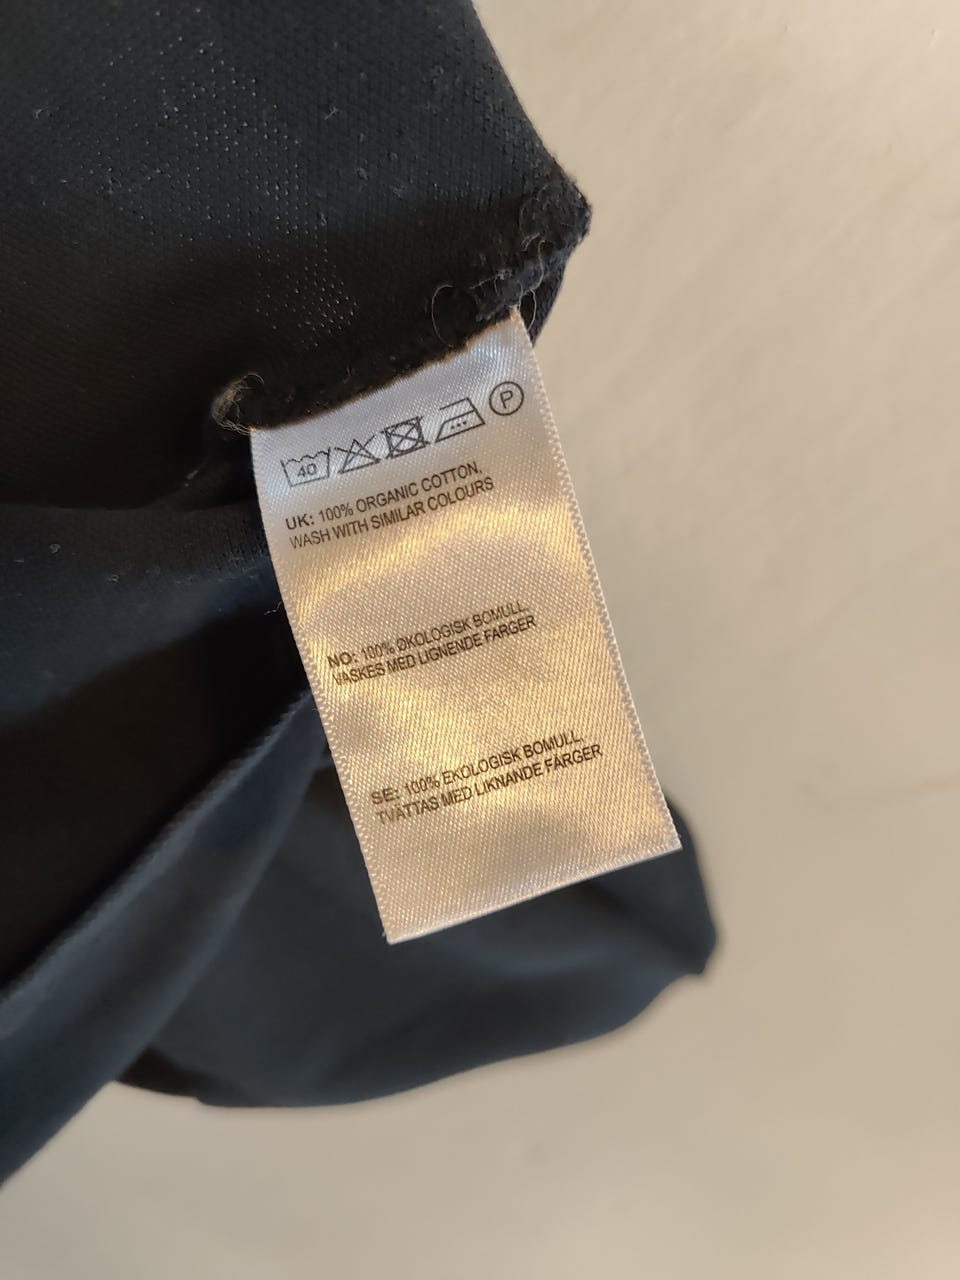 40 P
UK: 100% ORGANIC COTTON,
WASH WITH SIMILAR COLOURS
NO: 100% ØKOLOGISK BOMULL,
VASKES MED LIGNENDE FARGER
SE: 100% EKOLOGISK BOMULL,
TVÄTTAS MED LIKNANDE FÄRGER